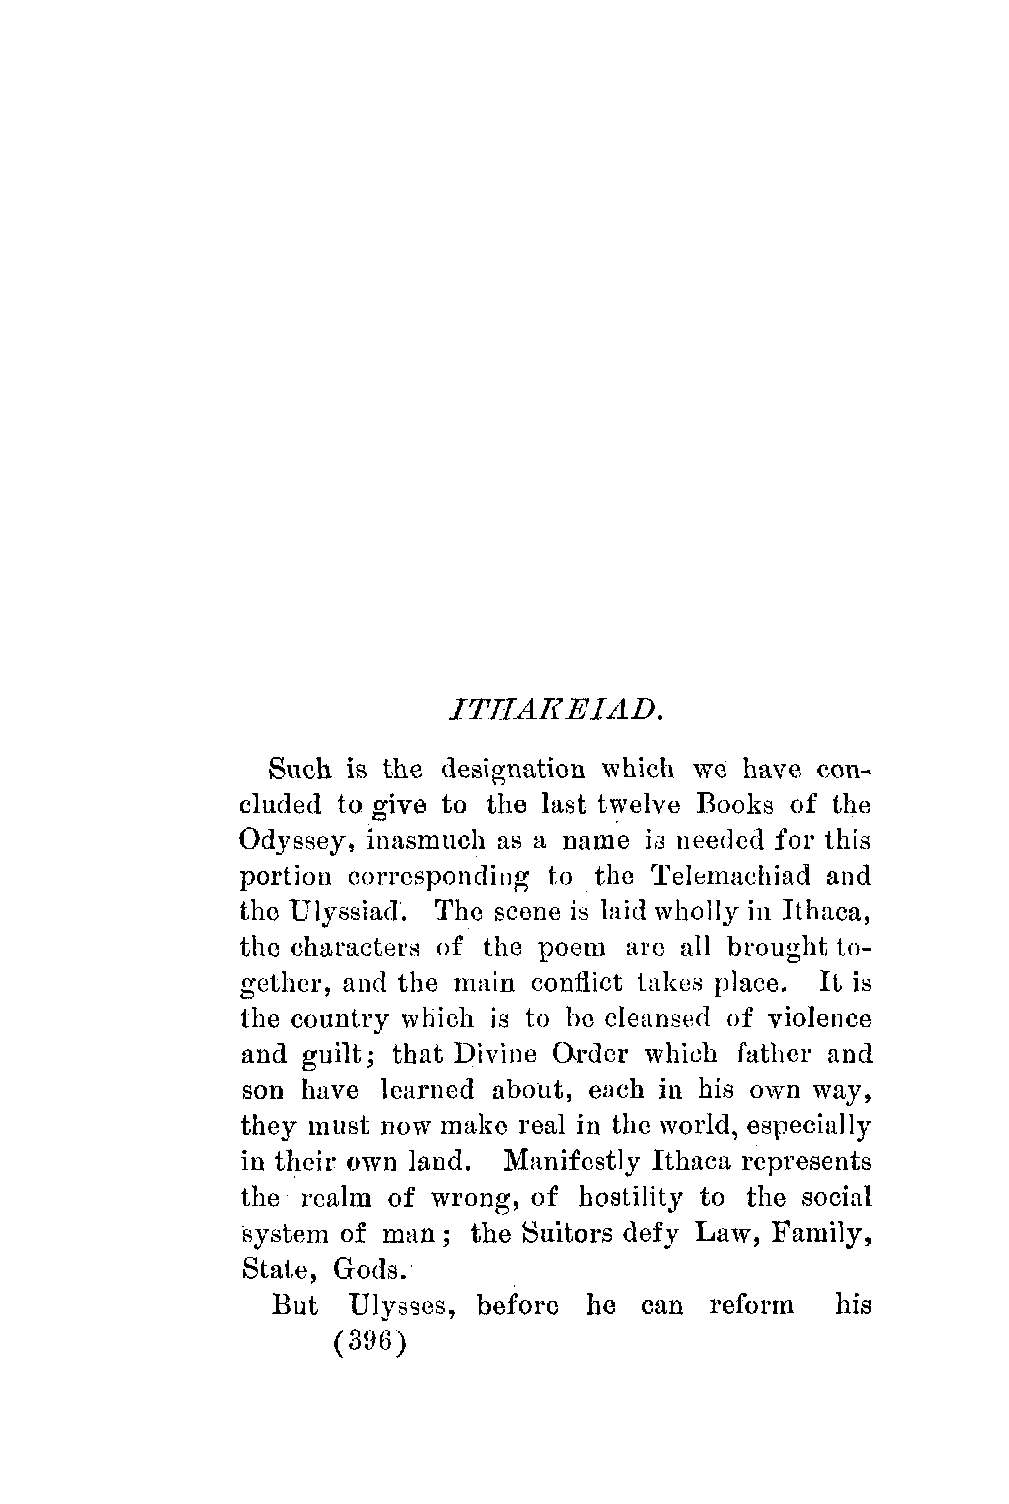 ITHAKEIAD.
Such is the designation which we have con-
cluded to give to the last twelve Books of the
Odyssey, inasmuch as a name is needed for this
portion corresponding to the Telemachiad and
the Ulyssiad. The scene is laid wholly in Ithaca,
the characters of the poem are all brought to-
gether, and the main conflict takes place. It is
the country which is to be cleansed of violence
and guilt; that Divine Order which father and
son have learned about, each in his own way,
they must now make real in the world, especially
in their own land. Manifestly Ithaca represents
the realm of wrong, of hostility to the social
system of man; the Suitors defy Law, Family,
State, Gods.
But Ulysses, before he can reform his
(396)